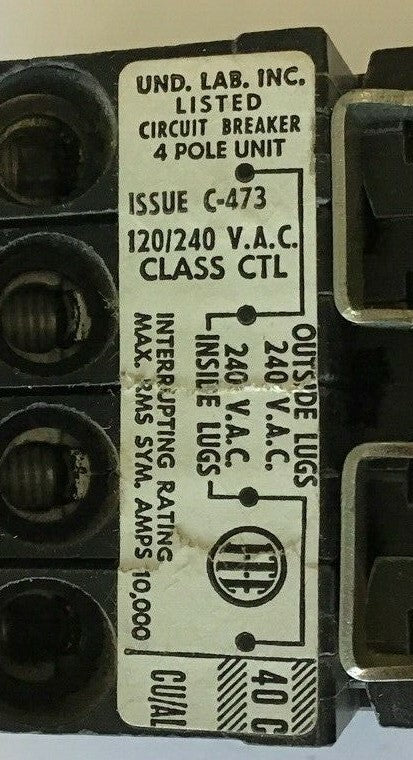 UND. LAB. INC.
LISTED
CIRCUIT BREAKER
4 POLE UNIT
ISSUE C-473
120/240 V.A.C.
CLASS CTL
OUTSIDE LUGS
240 V.A.C.
240 V.A.C.
INSIDE LUGS
INTERRUPTING RATING
MAX. RMS SYM. AMPS 10,000
ITE
40 C
CU/AL